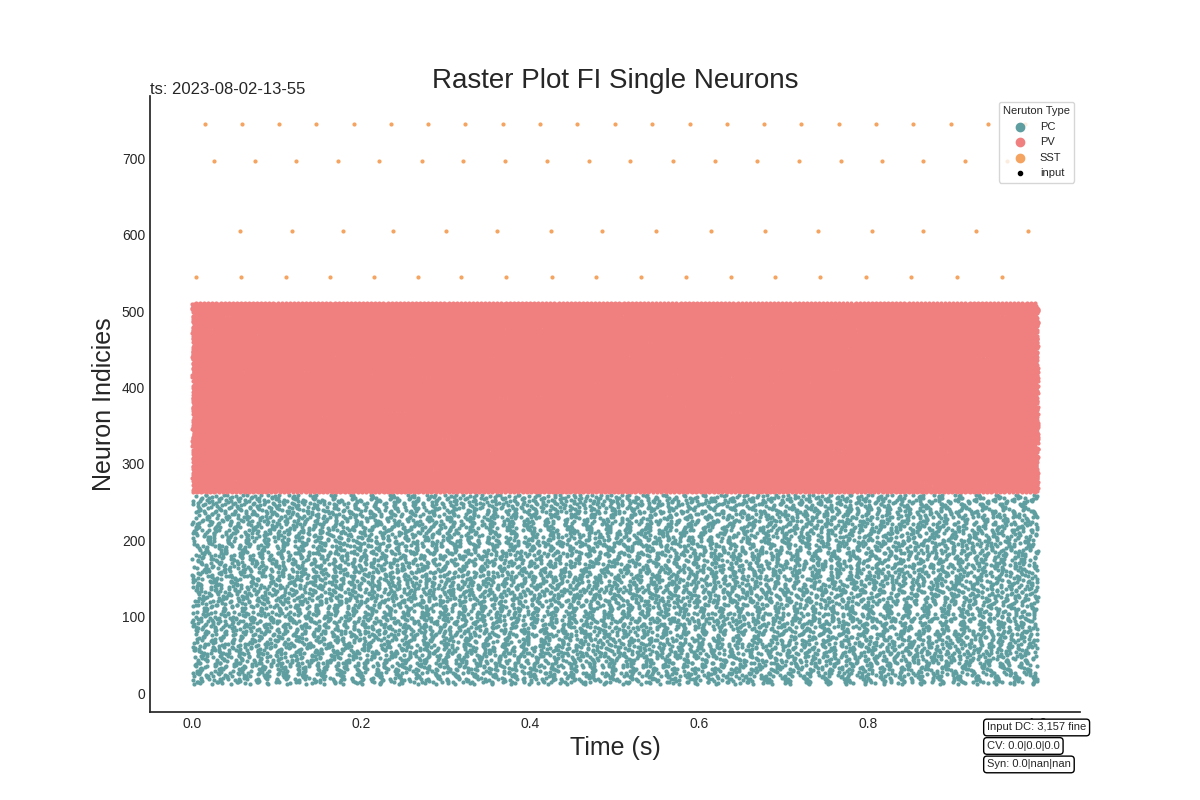 Raster Plot FI Single Neurons
ts: 2023-08-02-13-55
Neruton Type
PC
PV
SST
input
Neuron Indicies
700
600
500
400
300
200
100
0
0.0
0.2
0.4
0.6
0.8
Time (s)
Input DC: 3,157 fine
CV: 0.0|0.0|0.0
Syn: 0.0|nan|nan